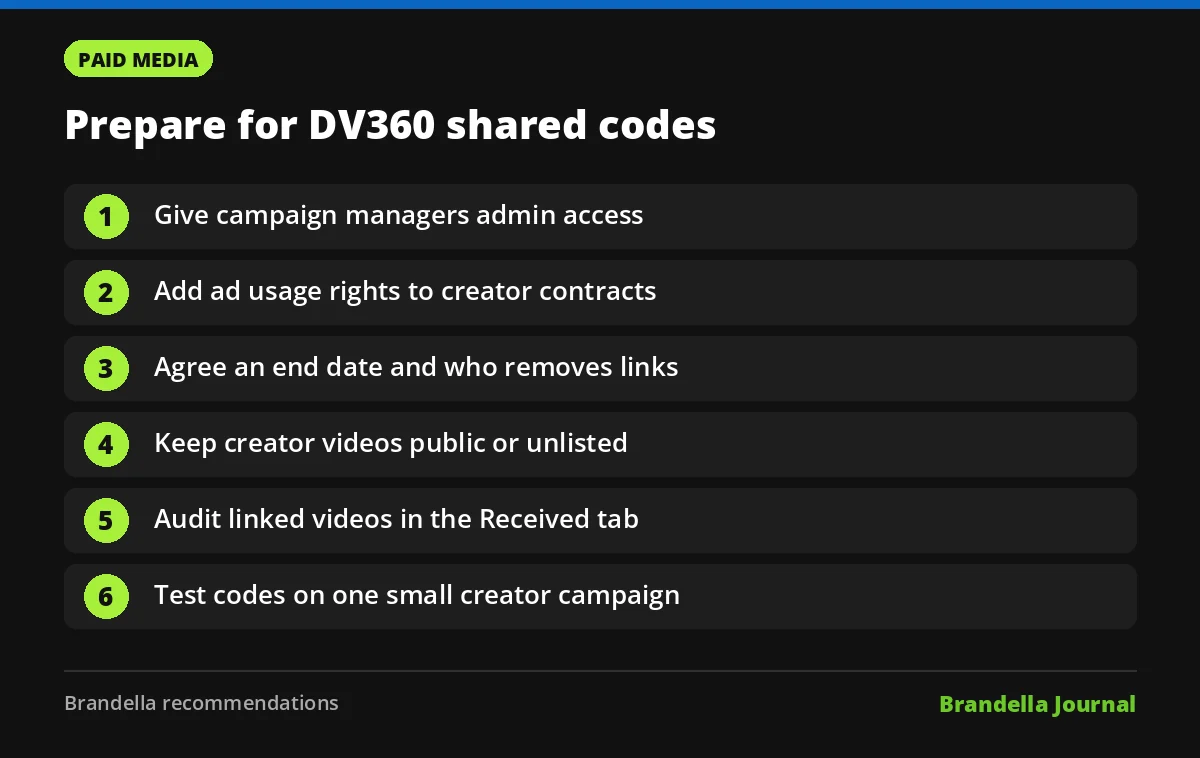 PAID MEDIA
Prepare for DV360 shared codes
1 Give campaign managers admin access
2 Add ad usage rights to creator contracts
3 Agree an end date and who removes links
4 Keep creator videos public or unlisted
5 Audit linked videos in the Received tab
6 Test codes on one small creator campaign
Brandella recommendations
Brandella Journal